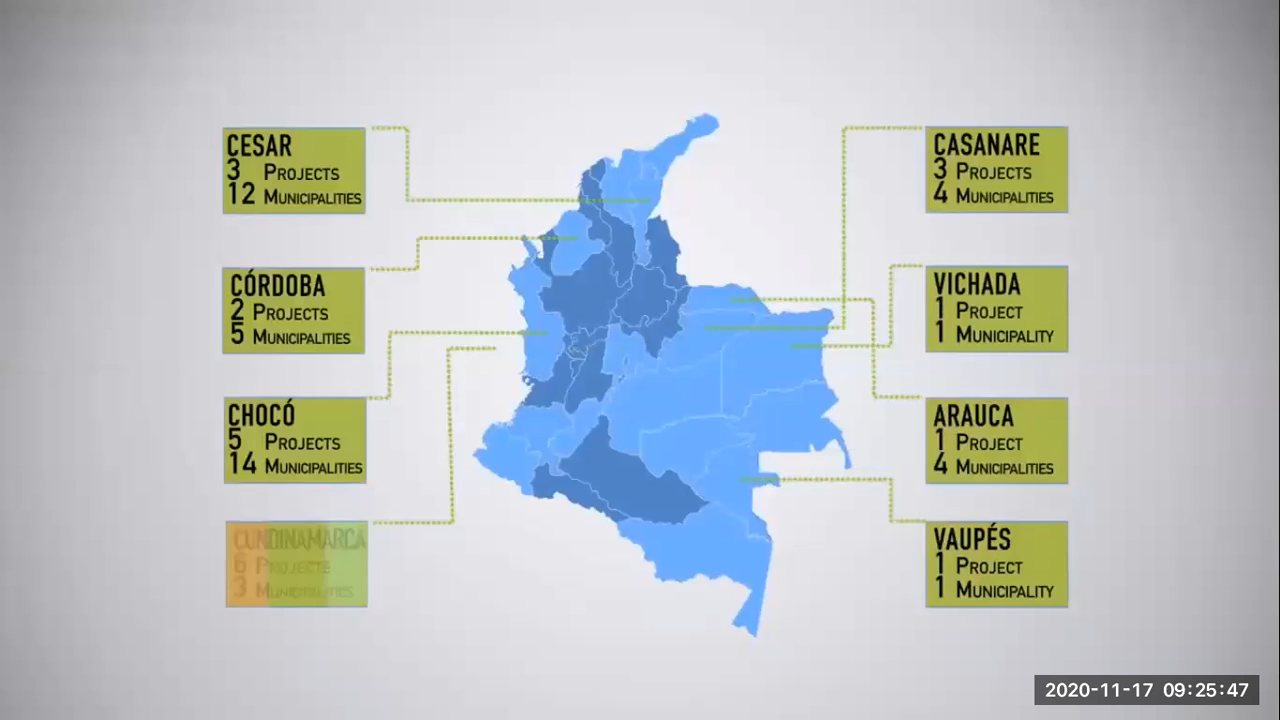 CESAR
3 PROJECTS
12 MUNICIPALITIES
CÓRDOBA
2 PROJECTS
5 MUNICIPALITIES
CHOCÓ
5 PROJECTS
14 MUNICIPALITIES
CUNDINAMARCA
6 PROJECTS
3 MUNICIPALITIES
CASANARE
3 PROJECTS
4 MUNICIPALITIES
VICHADA
1 PROJECT
1 MUNICIPALITY
ARAUCA
1 PROJECT
4 MUNICIPALITIES
VAUPÉS
1 PROJECT
1 MUNICIPALITY
2020-11-17 09:25:47